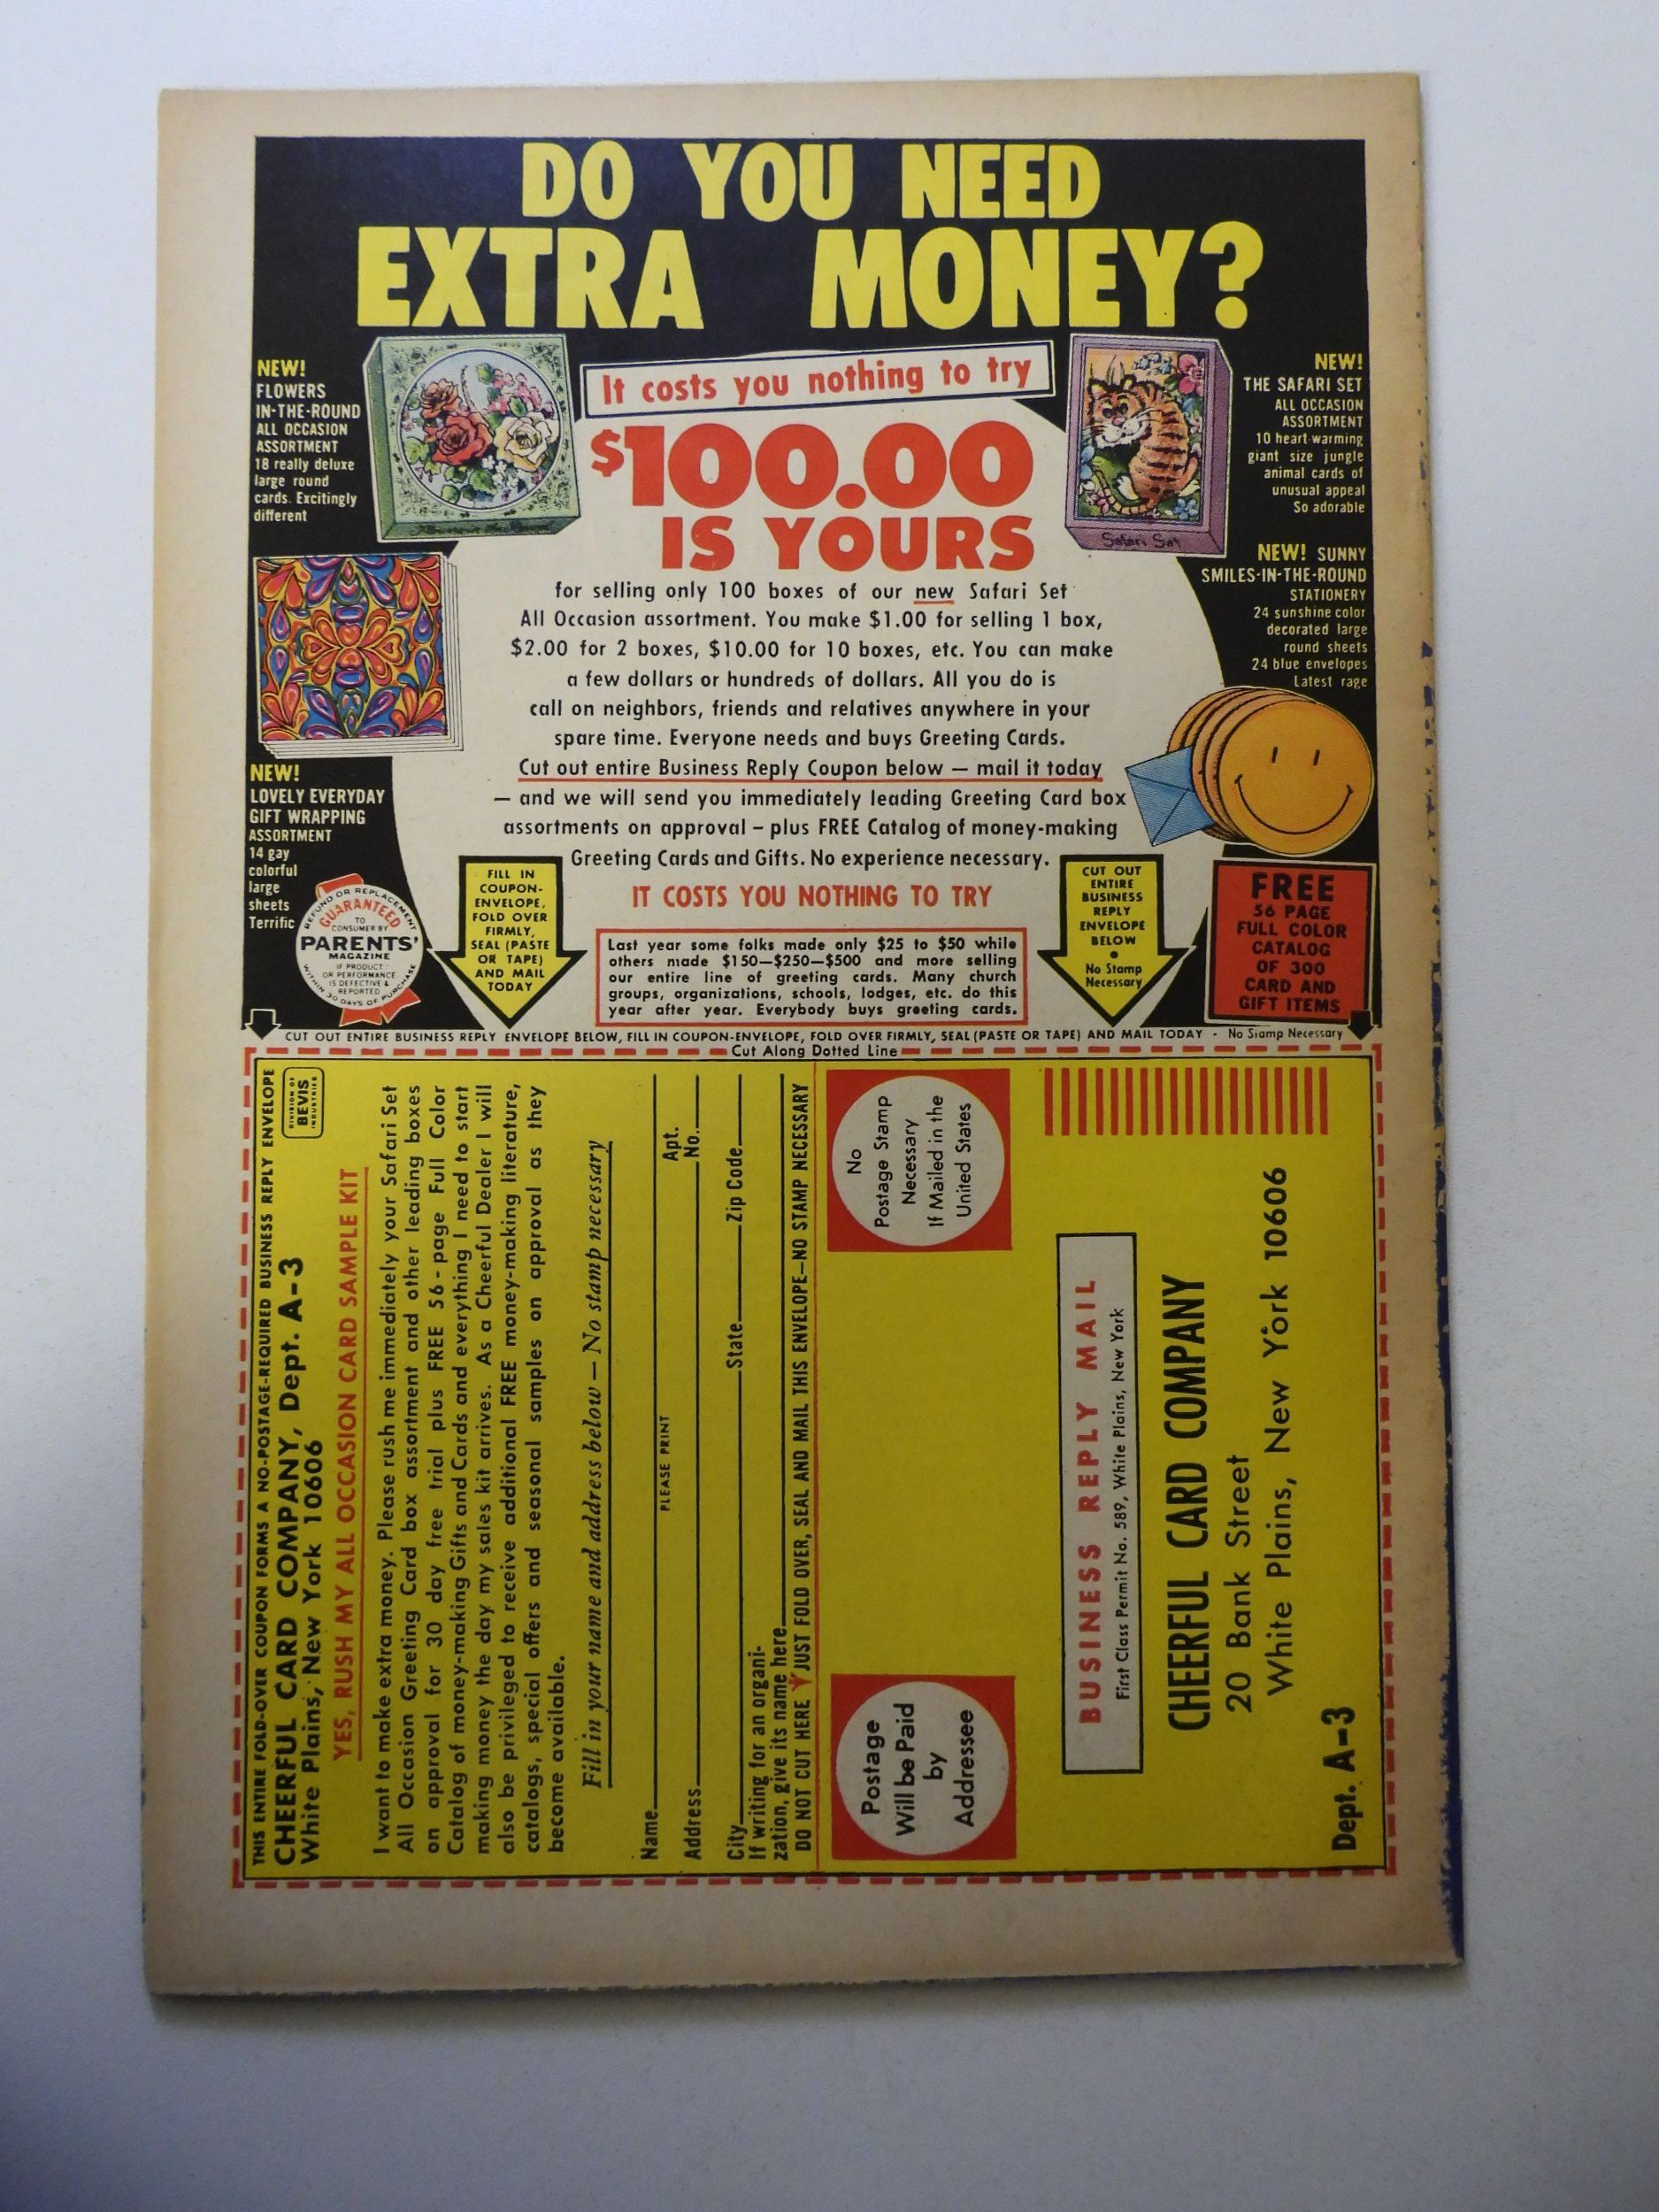 DO YOU NEED
EXTRA MONEY?
NEW!
FLOWERS
IN-THE-ROUND
ALL OCCASION
ASSORTMENT
18 really deluxe
large round
cards. Excitingly
different
It costs you nothing to try
$100.00
IS YOURS
NEW!
THE SAFARI SET
ALL OCCASION
ASSORTMENT
10 heart-warming
giant size jungle
animal cards of
unusual appeal
So adorable
Safari Set
NEW! SUNNY
SMILES-IN-THE-ROUND
STATIONERY
24 sunshine color
decorated large
round sheets
24 blue envelopes
Latest rage
for selling only 100 boxes of our new Safari Set
All Occasion assortment. You make $1.00 for selling 1 box,
$2.00 for 2 boxes, $10.00 for 10 boxes, etc. You can make
a few dollars or hundreds of dollars. All you do is
call on neighbors, friends and relatives anywhere in your
spare time. Everyone needs and buys Greeting Cards.
Cut out entire Business Reply Coupon below — mail it today
— and we will send you immediately leading Greeting Card box
assortments on approval – plus FREE Catalog of money-making
Greeting Cards and Gifts. No experience necessary.
IT COSTS YOU NOTHING TO TRY
NEW!
LOVELY EVERYDAY
GIFT WRAPPING
ASSORTMENT
14 gay
colorful
large
sheets
Terrific
REFUND OR REPLACEMENT
GUARANTEED
TO
CONSUMER BY
PARENTS'
MAGAZINE
IF PRODUCT
OR PERFORMANCE
IS DEFECTIVE &
REPORTED
WITHIN 30 DAYS OF PURCHASE
FILL IN
COUPON-
ENVELOPE,
FOLD OVER
FIRMLY,
SEAL (PASTE
OR TAPE)
AND MAIL
TODAY
Last year some folks made only $25 to $50 while
others made $150—$250—$500 and more selling
our entire line of greeting cards. Many church
groups, organizations, schools, lodges, etc. do this
year after year. Everybody buys greeting cards.
CUT OUT
ENTIRE
BUSINESS
REPLY
ENVELOPE
BELOW
•
No Stamp
Necessary
FREE
56 PAGE
FULL COLOR
CATALOG
OF 300
CARD AND
GIFT ITEMS
CUT OUT ENTIRE BUSINESS REPLY ENVELOPE BELOW, FILL IN COUPON-ENVELOPE, FOLD OVER FIRMLY, SEAL (PASTE OR TAPE) AND MAIL TODAY - No Stamp Necessary
Cut Along Dotted Line
THIS ENTIRE FOLD-OVER COUPON FORMS A NO-POSTAGE-REQUIRED BUSINESS REPLY ENVELOPE
CHEERFUL CARD COMPANY, Dept. A-3
White Plains, New York 10606
DIVISION OF
BEVIS
INDUSTRIES
YES, RUSH MY ALL OCCASION CARD SAMPLE KIT
I want to make extra money. Please rush me immediately your Safari Set
All Occasion Greeting Card box assortment and other leading boxes
on approval for 30 day free trial plus FREE 56-page Full Color
Catalog of money-making Gifts and Cards and everything I need to start
making money the day my sales kit arrives. As a Cheerful Dealer I will
also be privileged to receive additional FREE money-making literature,
catalogs, special offers and seasonal samples on approval as they
become available.
Fill in your name and address below — No stamp necessary
Name
PLEASE PRINT
Address Apt. No.
City State Zip Code
If writing for an organi-
zation, give its name here
DO NOT CUT HERE JUST FOLD OVER, SEAL AND MAIL THIS ENVELOPE—NO STAMP NECESSARY
Postage
Will be Paid
by
Addressee
No
Postage Stamp
Necessary
If Mailed in the
United States
BUSINESS REPLY MAIL
First Class Permit No. 589, White Plains, New York
CHEERFUL CARD COMPANY
20 Bank Street
White Plains, New York 10606
Dept. A-3